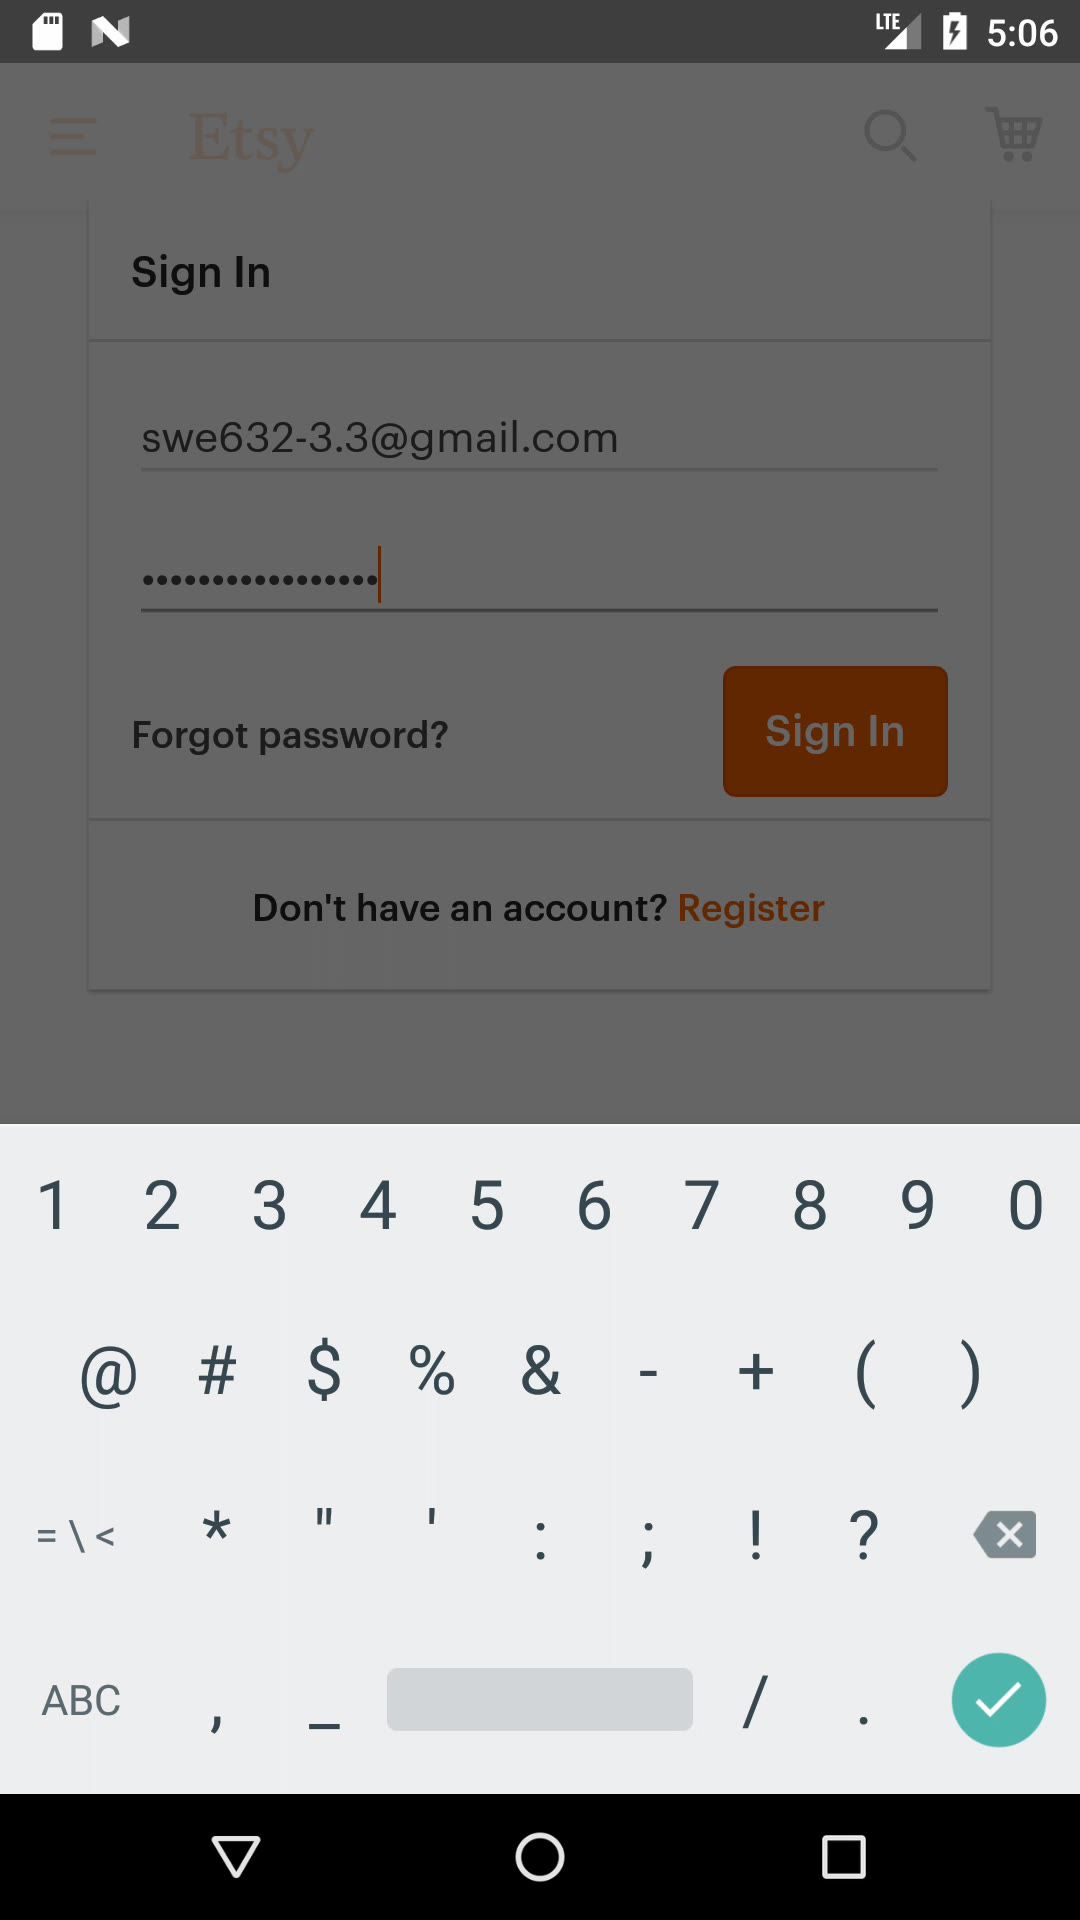 LTE 5:06
Etsy
Sign In
swe632-3.3@gmail.com
•••••••••••••••••
Forgot password?
Sign In
Don't have an account? Register
1 2 3 4 5 6 7 8 9 0
@ # $ % & - + ( )
= \ < * " ' : ; ! ?
ABC , _ / .